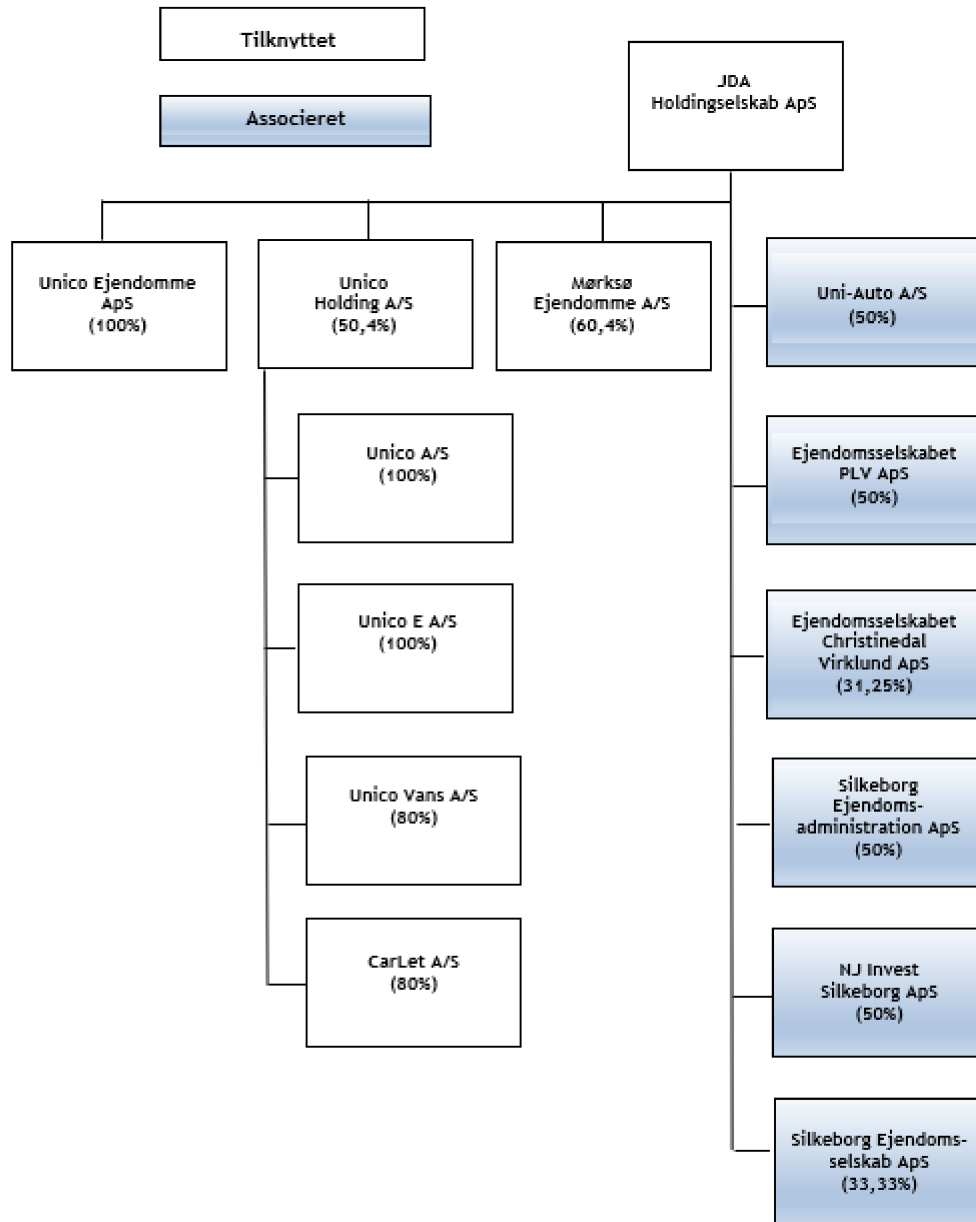 Tilknyttet
Associeret
JDA
Holdingselskab ApS
Unico Ejendomme
ApS
(100%)
Unico
Holding A/S
(50,4%)
Mørksø
Ejendomme A/S
(60,4%)
Uni-Auto A/S
(50%)
Unico A/S
(100%)
Ejendomsselskabet
PLV ApS
(50%)
Unico E A/S
(100%)
Ejendomsselskabet
Christinedal
Virklund ApS
(31,25%)
Unico Vans A/S
(80%)
Silkeborg
Ejendoms-
administration ApS
(50%)
CarLet A/S
(80%)
NJ Invest
Silkeborg ApS
(50%)
Silkeborg Ejendoms-
selskab ApS
(33,33%)